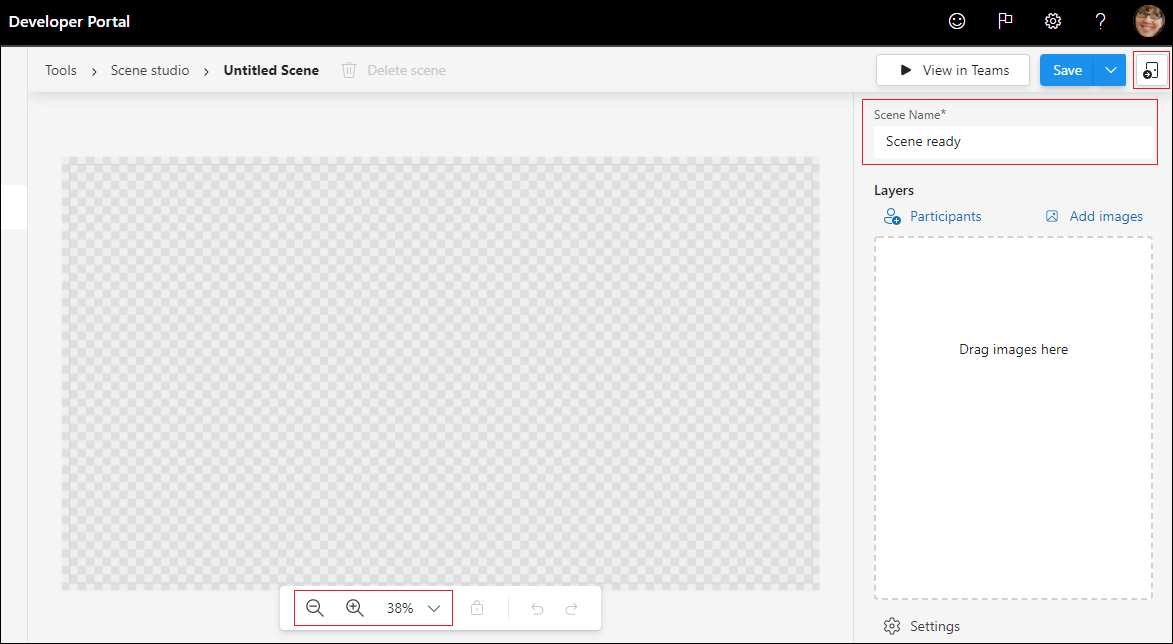 Developer Portal
Tools > Scene studio > Untitled Scene Delete scene View in Teams Save
Scene Name*
Scene ready
Layers
Participants Add images
Drag images here
38%
Settings